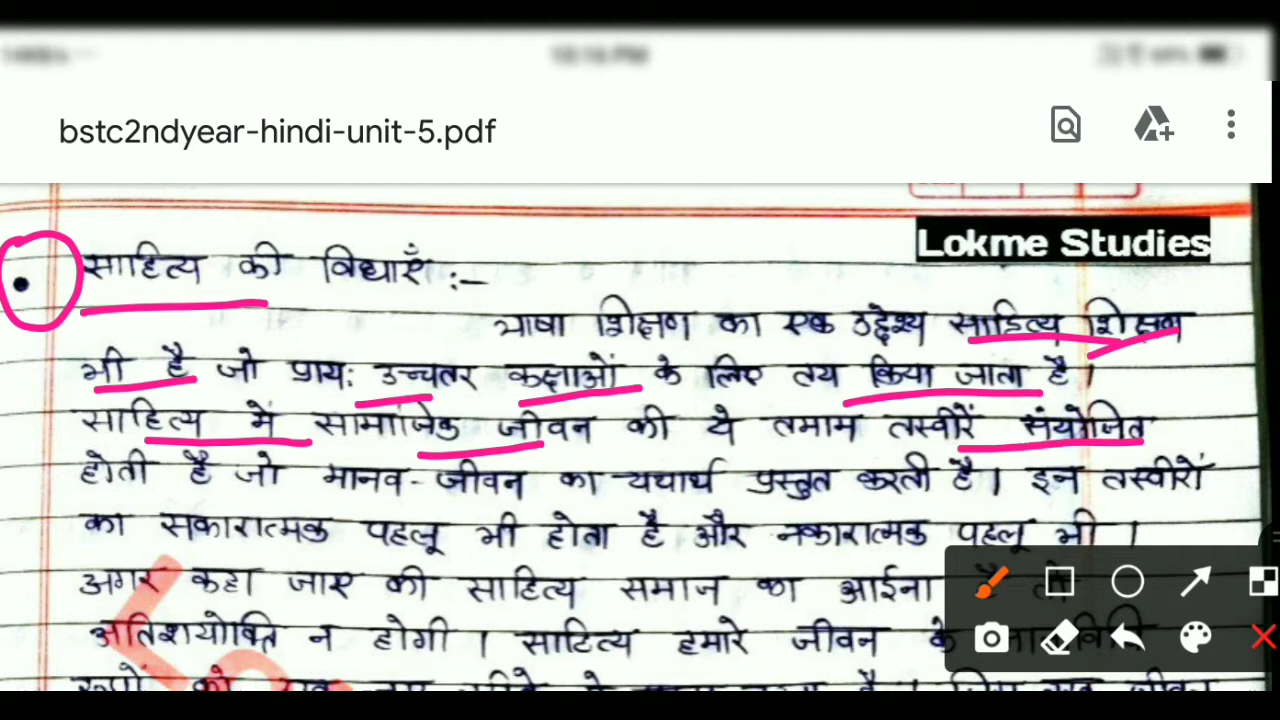 bstc2ndyear-hindi-unit-5.pdf
Lokme Studies
साहित्य की विधाएँ :-
भाषा शिक्षण का एक उद्देश्य साहित्य शिक्षण
भी है जो प्राय: उच्चतर कक्षाओं के लिए तय किया जाता है।
साहित्य में सामाजिक जीवन की ये तमाम तस्वीरें संयोजित
होती है जो मानव-जीवन का यथार्थ प्रस्तुत करती है। इन तस्वीरों
का सकारात्मक पहलू भी होता है और नकारात्मक पहलू भी।
अगर कहा जाए की साहित्य समाज का आईना
अतिशयोक्ति न होगी। साहित्य हमारे जीवन के